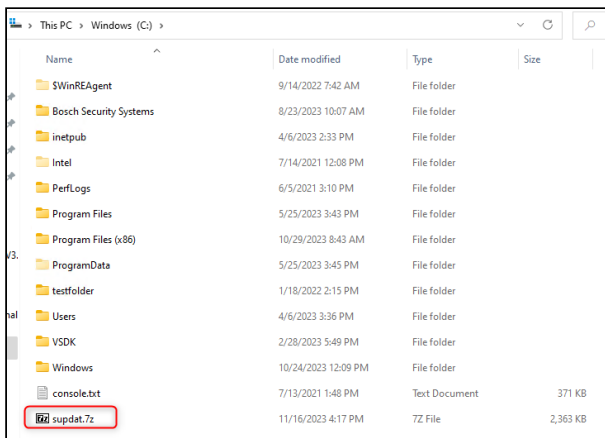 This PC > Windows (C:) >
Name Date modified Type Size
$WinREAgent 9/14/2022 7:42 AM File folder
Bosch Security Systems 8/23/2023 10:07 AM File folder
inetpub 4/6/2023 2:33 PM File folder
Intel 7/14/2021 12:08 PM File folder
PerfLogs 6/5/2021 3:10 PM File folder
Program Files 5/25/2023 3:43 PM File folder
Program Files (x86) 10/29/2023 8:43 AM File folder
V3.
ProgramData 5/25/2023 3:45 PM File folder
testfolder 1/18/2022 2:15 PM File folder
nal Users 4/6/2023 3:36 PM File folder
VSDK 2/28/2023 5:49 PM File folder
Windows 10/24/2023 12:09 PM File folder
console.txt 7/13/2021 1:48 PM Text Document 371 KB
7z supdat.7z 11/16/2023 4:17 PM 7Z File 2,363 KB